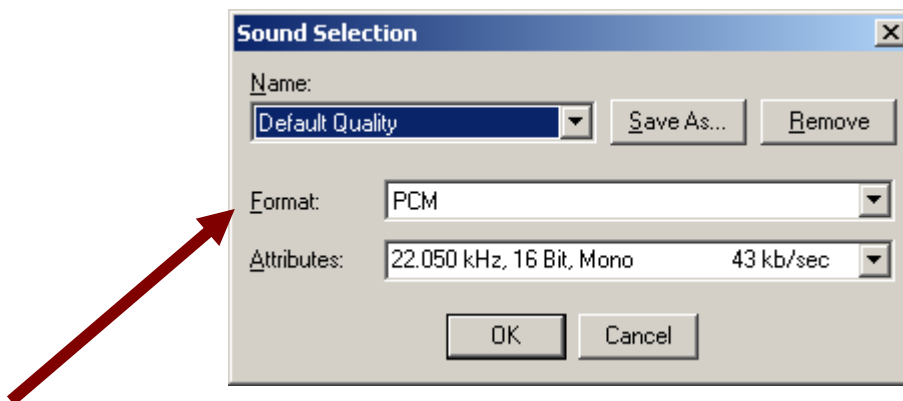 Sound Selection
Name:
Default Quality Save As... Remove
Format: PCM
Attributes: 22.050 kHz, 16 Bit, Mono 43 kb/sec
OK Cancel